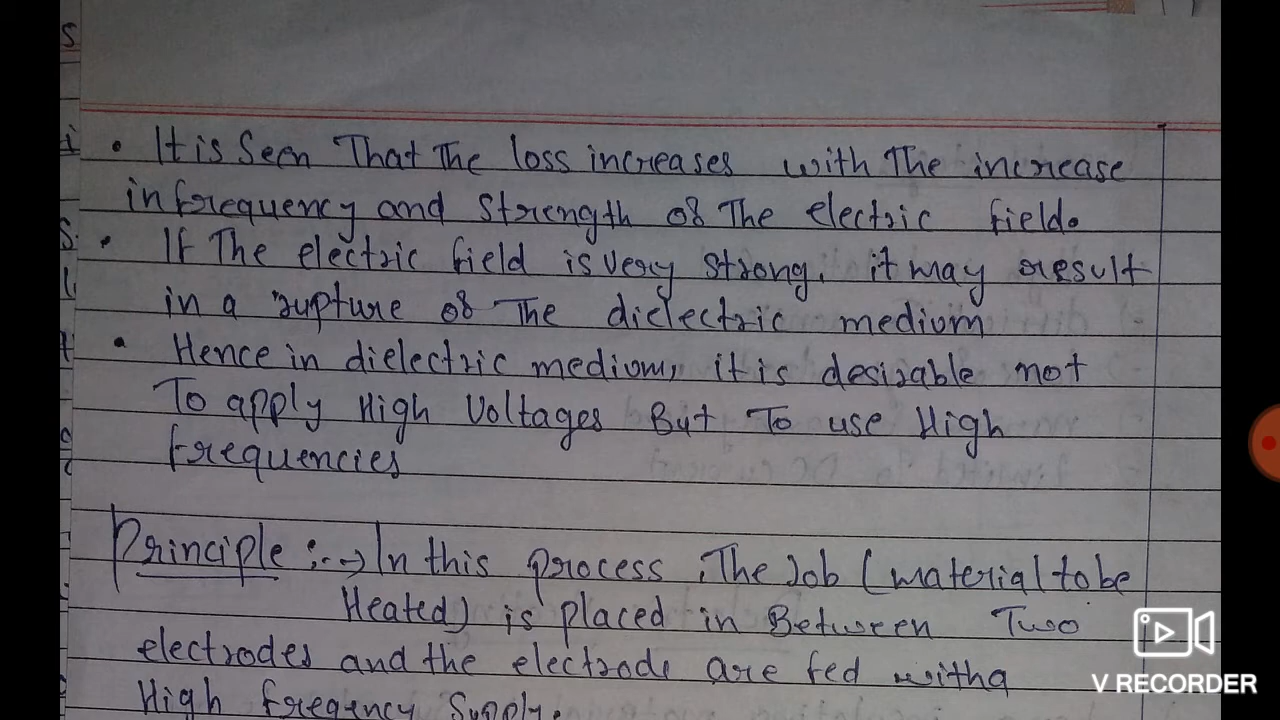 • It is Seen That The loss increases with The increase
in frequency and Strength of The electric field.
• If The electric field is very strong. it may result
in a rupture of The dielectric medium
• Hence in dielectric medium, it is desirable not
To apply High Voltages But To use High
frequencies
Principle :-→ In this process, The Job (material to be
Heated) is placed in Between Two
electrodes and the electrode are fed with a
High freqency Supply.
V RECORDER